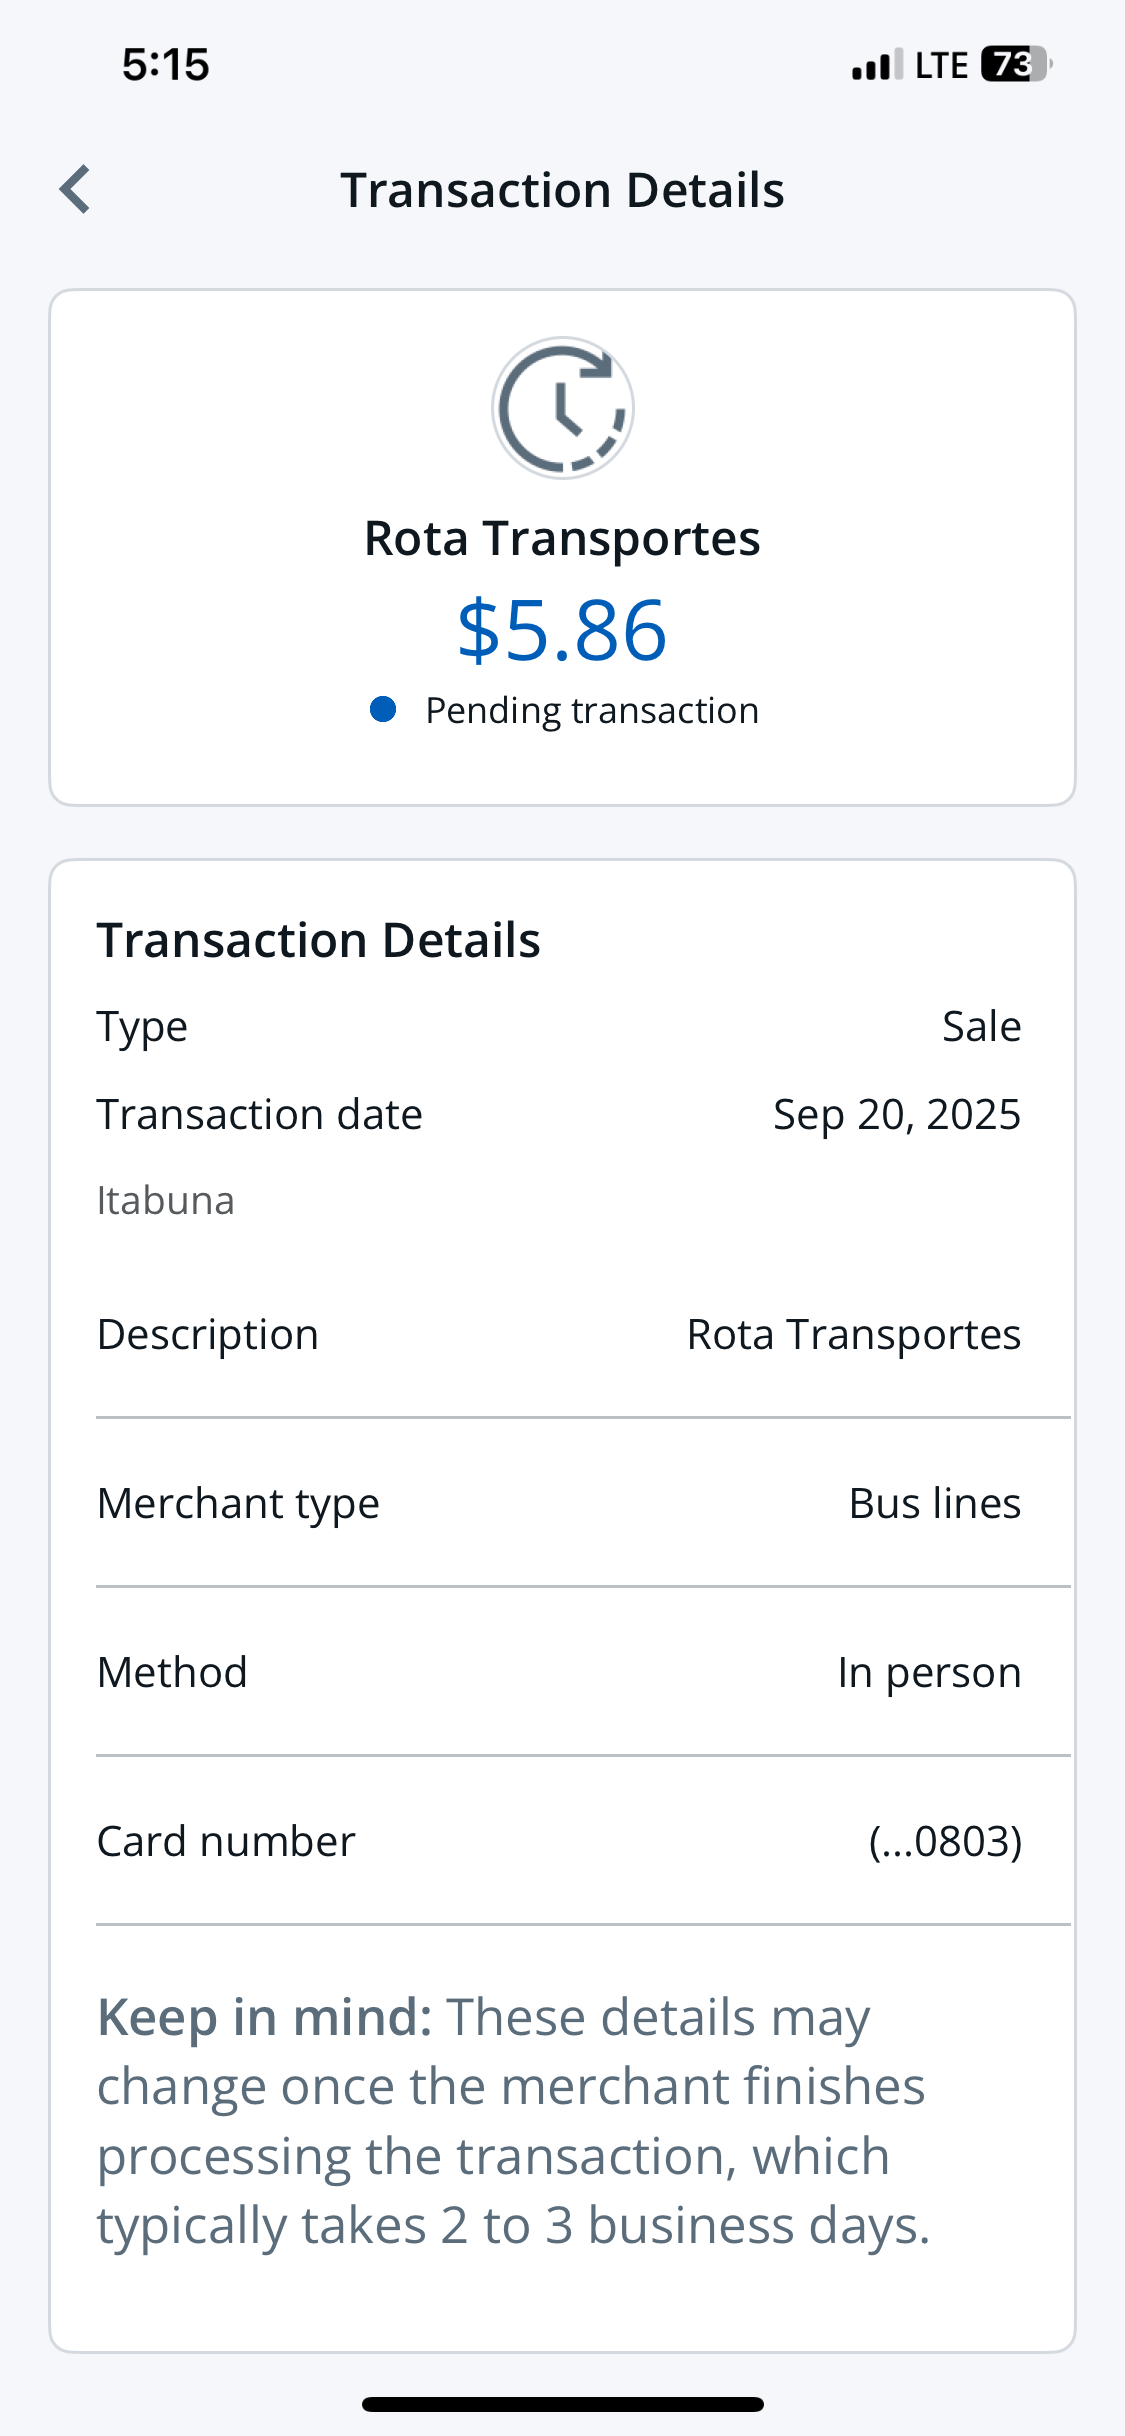 5:15 LTE 73
Transaction Details
Rota Transportes
$5.86
Pending transaction
Transaction Details
Type Sale
Transaction date Sep 20, 2025
Itabuna
Description Rota Transportes
Merchant type Bus lines
Method In person
Card number (...0803)
Keep in mind: These details may
change once the merchant finishes
processing the transaction, which
typically takes 2 to 3 business days.